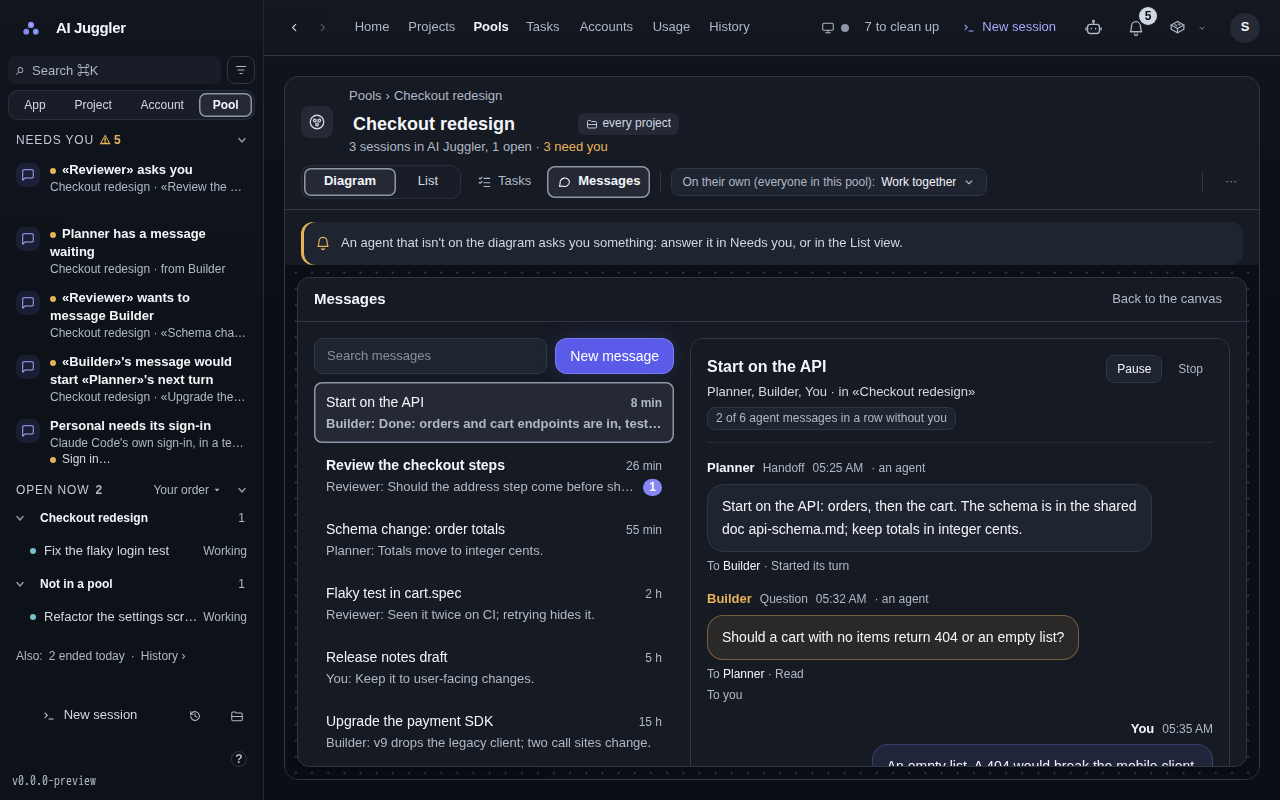 AI Juggler
Search ⌘K
App Project Account Pool
NEEDS YOU 5
«Reviewer» asks you
Checkout redesign · «Review the …
Planner has a message
waiting
Checkout redesign · from Builder
«Reviewer» wants to
message Builder
Checkout redesign · «Schema cha…
«Builder»'s message would
start «Planner»'s next turn
Checkout redesign · «Upgrade the…
Personal needs its sign-in
Claude Code's own sign-in, in a te…
Sign in…
OPEN NOW 2 Your order
Checkout redesign 1
Fix the flaky login test Working
Not in a pool 1
Refactor the settings scr… Working
Also: 2 ended today · History ›
New session
?
v0.0.0-preview
Home Projects Pools Tasks Accounts Usage History
7 to clean up
New session
5
S
Pools › Checkout redesign
Checkout redesign every project
3 sessions in AI Juggler, 1 open · 3 need you
Diagram List Tasks Messages On their own (everyone in this pool): Work together ···
An agent that isn't on the diagram asks you something: answer it in Needs you, or in the List view.
Messages Back to the canvas
Search messages New message
Start on the API 8 min
Builder: Done: orders and cart endpoints are in, test…
Review the checkout steps 26 min
Reviewer: Should the address step come before sh… 1
Schema change: order totals 55 min
Planner: Totals move to integer cents.
Flaky test in cart.spec 2 h
Reviewer: Seen it twice on CI; retrying hides it.
Release notes draft 5 h
You: Keep it to user-facing changes.
Upgrade the payment SDK 15 h
Builder: v9 drops the legacy client; two call sites change.
Start on the API Pause Stop
Planner, Builder, You · in «Checkout redesign»
2 of 6 agent messages in a row without you
Planner Handoff 05:25 AM · an agent
Start on the API: orders, then the cart. The schema is in the shared
doc api-schema.md; keep totals in integer cents.
To Builder · Started its turn
Builder Question 05:32 AM · an agent
Should a cart with no items return 404 or an empty list?
To Planner · Read
To you
You 05:35 AM
An empty list. A 404 would break the mobile client.